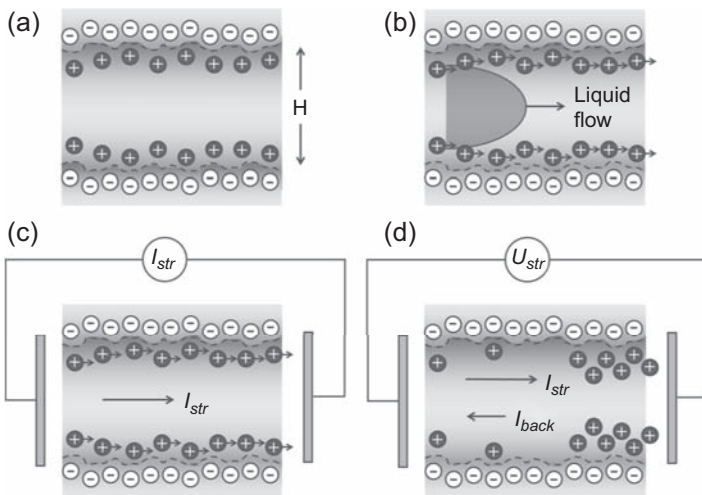 (a)
H
(b)
Liquid
flow
(c)
I_str
I_str
(d)
U_str
I_str
I_back